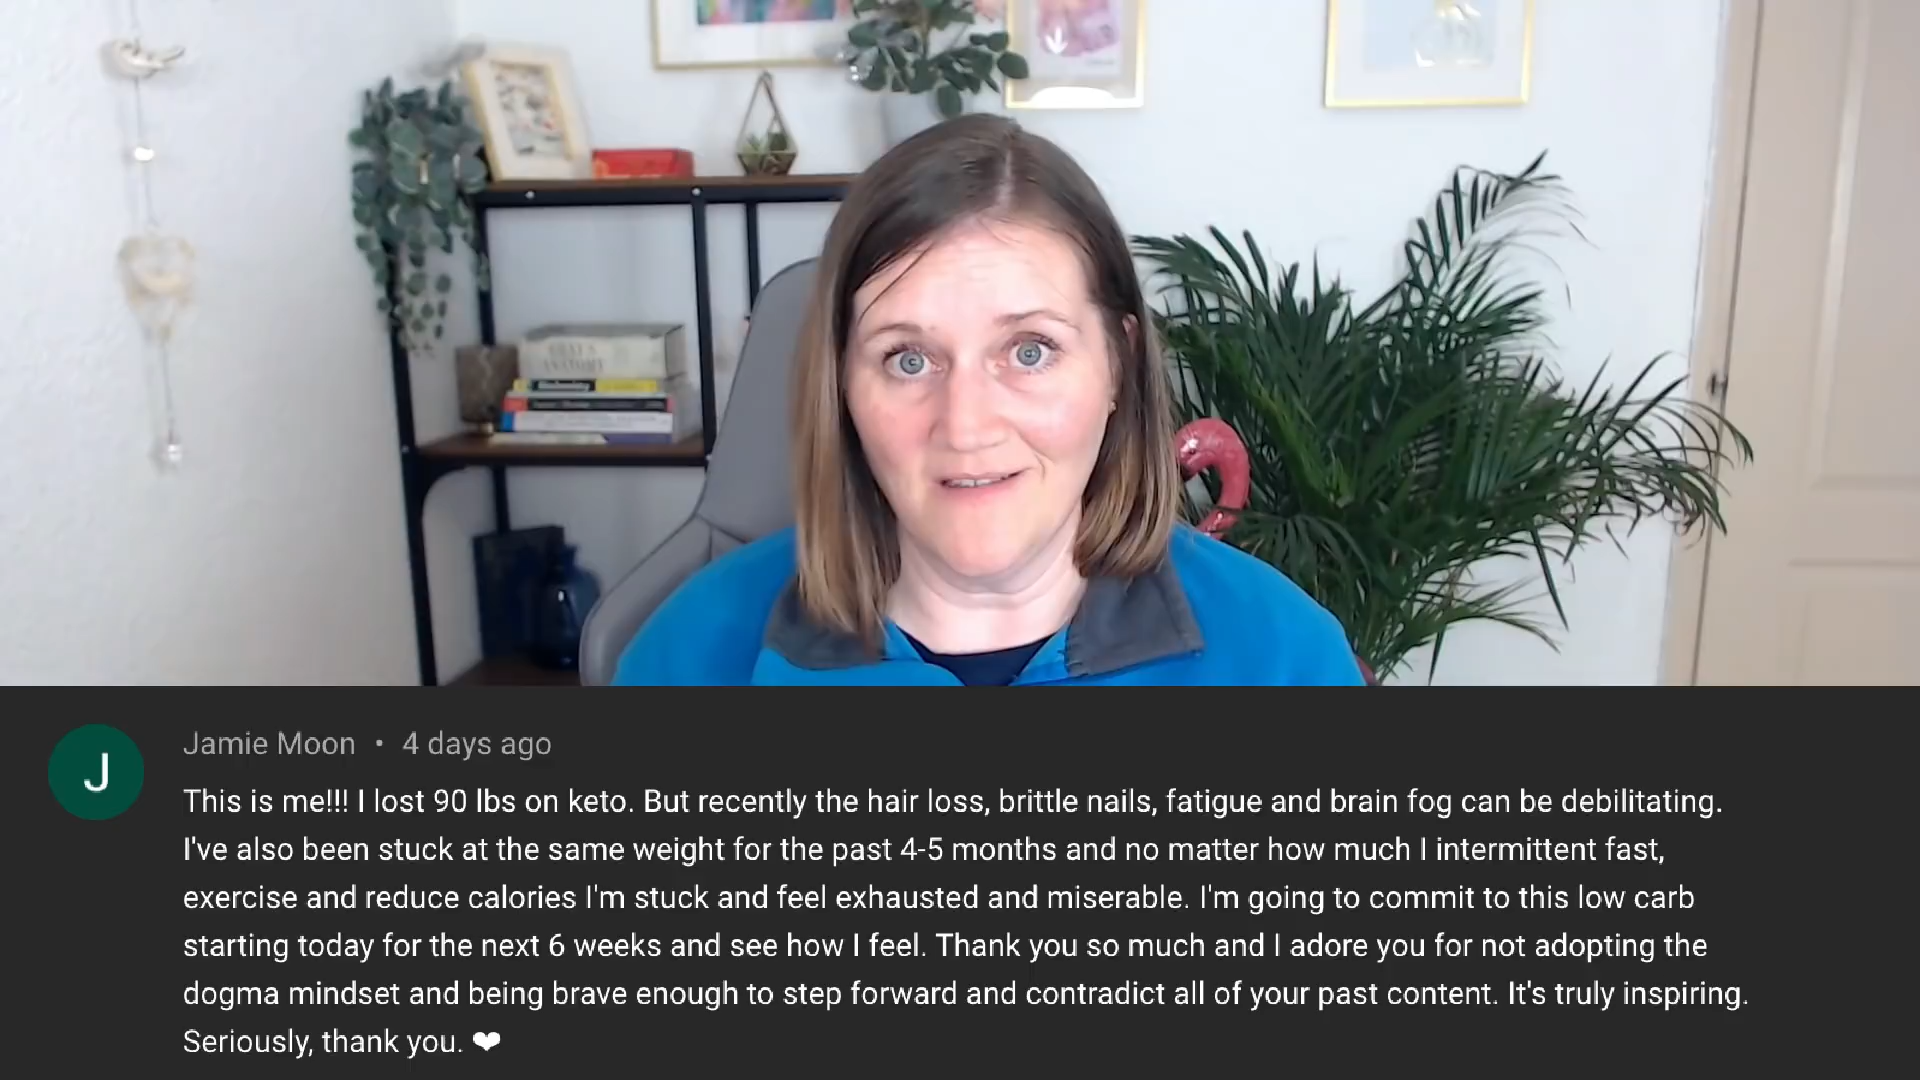 GRAY'S
ANATOMY
Jamie Moon • 4 days ago
J
This is me!!! I lost 90 lbs on keto. But recently the hair loss, brittle nails, fatigue and brain fog can be debilitating.
I've also been stuck at the same weight for the past 4-5 months and no matter how much I intermittent fast,
exercise and reduce calories I'm stuck and feel exhausted and miserable. I'm going to commit to this low carb
starting today for the next 6 weeks and see how I feel. Thank you so much and I adore you for not adopting the
dogma mindset and being brave enough to step forward and contradict all of your past content. It's truly inspiring.
Seriously, thank you. ❤